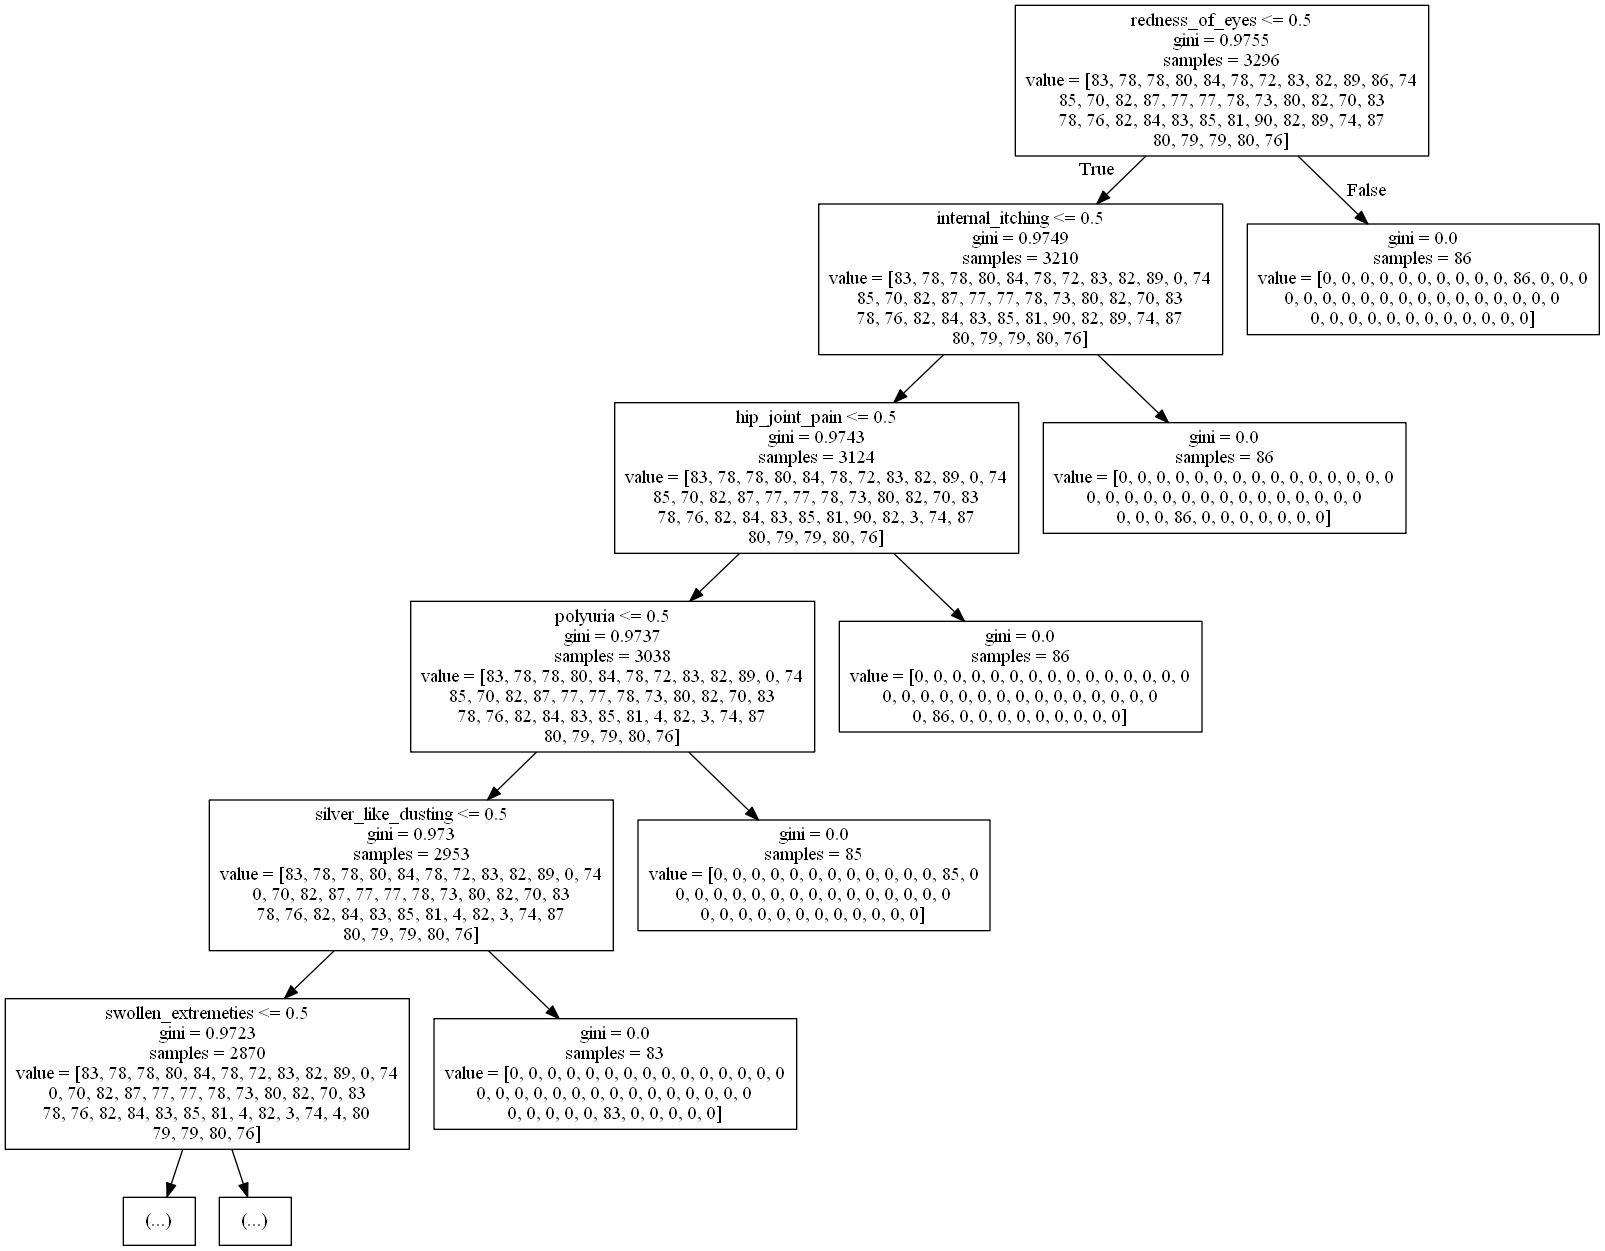 redness_of_eyes <= 0.5
gini = 0.9755
samples = 3296
value = [83, 78, 78, 80, 84, 78, 72, 83, 82, 89, 86, 74
85, 70, 82, 87, 77, 77, 78, 73, 80, 82, 70, 83
78, 76, 82, 84, 83, 85, 81, 90, 82, 89, 74, 87
80, 79, 79, 80, 76]
True
False
internal_itching <= 0.5
gini = 0.9749
samples = 3210
value = [83, 78, 78, 80, 84, 78, 72, 83, 82, 89, 0, 74
85, 70, 82, 87, 77, 77, 78, 73, 80, 82, 70, 83
78, 76, 82, 84, 83, 85, 81, 90, 82, 89, 74, 87
80, 79, 79, 80, 76]
gini = 0.0
samples = 86
value = [0, 0, 0, 0, 0, 0, 0, 0, 0, 0, 86, 0, 0, 0
0, 0, 0, 0, 0, 0, 0, 0, 0, 0, 0, 0, 0, 0, 0
0, 0, 0, 0, 0, 0, 0, 0, 0, 0, 0, 0]
hip_joint_pain <= 0.5
gini = 0.9743
samples = 3124
value = [83, 78, 78, 80, 84, 78, 72, 83, 82, 89, 0, 74
85, 70, 82, 87, 77, 77, 78, 73, 80, 82, 70, 83
78, 76, 82, 84, 83, 85, 81, 90, 82, 3, 74, 87
80, 79, 79, 80, 76]
gini = 0.0
samples = 86
value = [0, 0, 0, 0, 0, 0, 0, 0, 0, 0, 0, 0, 0, 0, 0
0, 0, 0, 0, 0, 0, 0, 0, 0, 0, 0, 0, 0, 0, 0
0, 0, 0, 86, 0, 0, 0, 0, 0, 0, 0]
polyuria <= 0.5
gini = 0.9737
samples = 3038
value = [83, 78, 78, 80, 84, 78, 72, 83, 82, 89, 0, 74
85, 70, 82, 87, 77, 77, 78, 73, 80, 82, 70, 83
78, 76, 82, 84, 83, 85, 81, 4, 82, 3, 74, 87
80, 79, 79, 80, 76]
gini = 0.0
samples = 86
value = [0, 0, 0, 0, 0, 0, 0, 0, 0, 0, 0, 0, 0, 0, 0
0, 0, 0, 0, 0, 0, 0, 0, 0, 0, 0, 0, 0, 0, 0
0, 86, 0, 0, 0, 0, 0, 0, 0, 0, 0]
silver_like_dusting <= 0.5
gini = 0.973
samples = 2953
value = [83, 78, 78, 80, 84, 78, 72, 83, 82, 89, 0, 74
0, 70, 82, 87, 77, 77, 78, 73, 80, 82, 70, 83
78, 76, 82, 84, 83, 85, 81, 4, 82, 3, 74, 87
80, 79, 79, 80, 76]
gini = 0.0
samples = 85
value = [0, 0, 0, 0, 0, 0, 0, 0, 0, 0, 0, 0, 85, 0
0, 0, 0, 0, 0, 0, 0, 0, 0, 0, 0, 0, 0, 0, 0
0, 0, 0, 0, 0, 0, 0, 0, 0, 0, 0, 0]
swollen_extremeties <= 0.5
gini = 0.9723
samples = 2870
value = [83, 78, 78, 80, 84, 78, 72, 83, 82, 89, 0, 74
0, 70, 82, 87, 77, 77, 78, 73, 80, 82, 70, 83
78, 76, 82, 84, 83, 85, 81, 4, 82, 3, 74, 4, 80
79, 79, 80, 76]
gini = 0.0
samples = 83
value = [0, 0, 0, 0, 0, 0, 0, 0, 0, 0, 0, 0, 0, 0, 0
0, 0, 0, 0, 0, 0, 0, 0, 0, 0, 0, 0, 0, 0, 0
0, 0, 0, 0, 0, 83, 0, 0, 0, 0, 0]
(...)
(...)